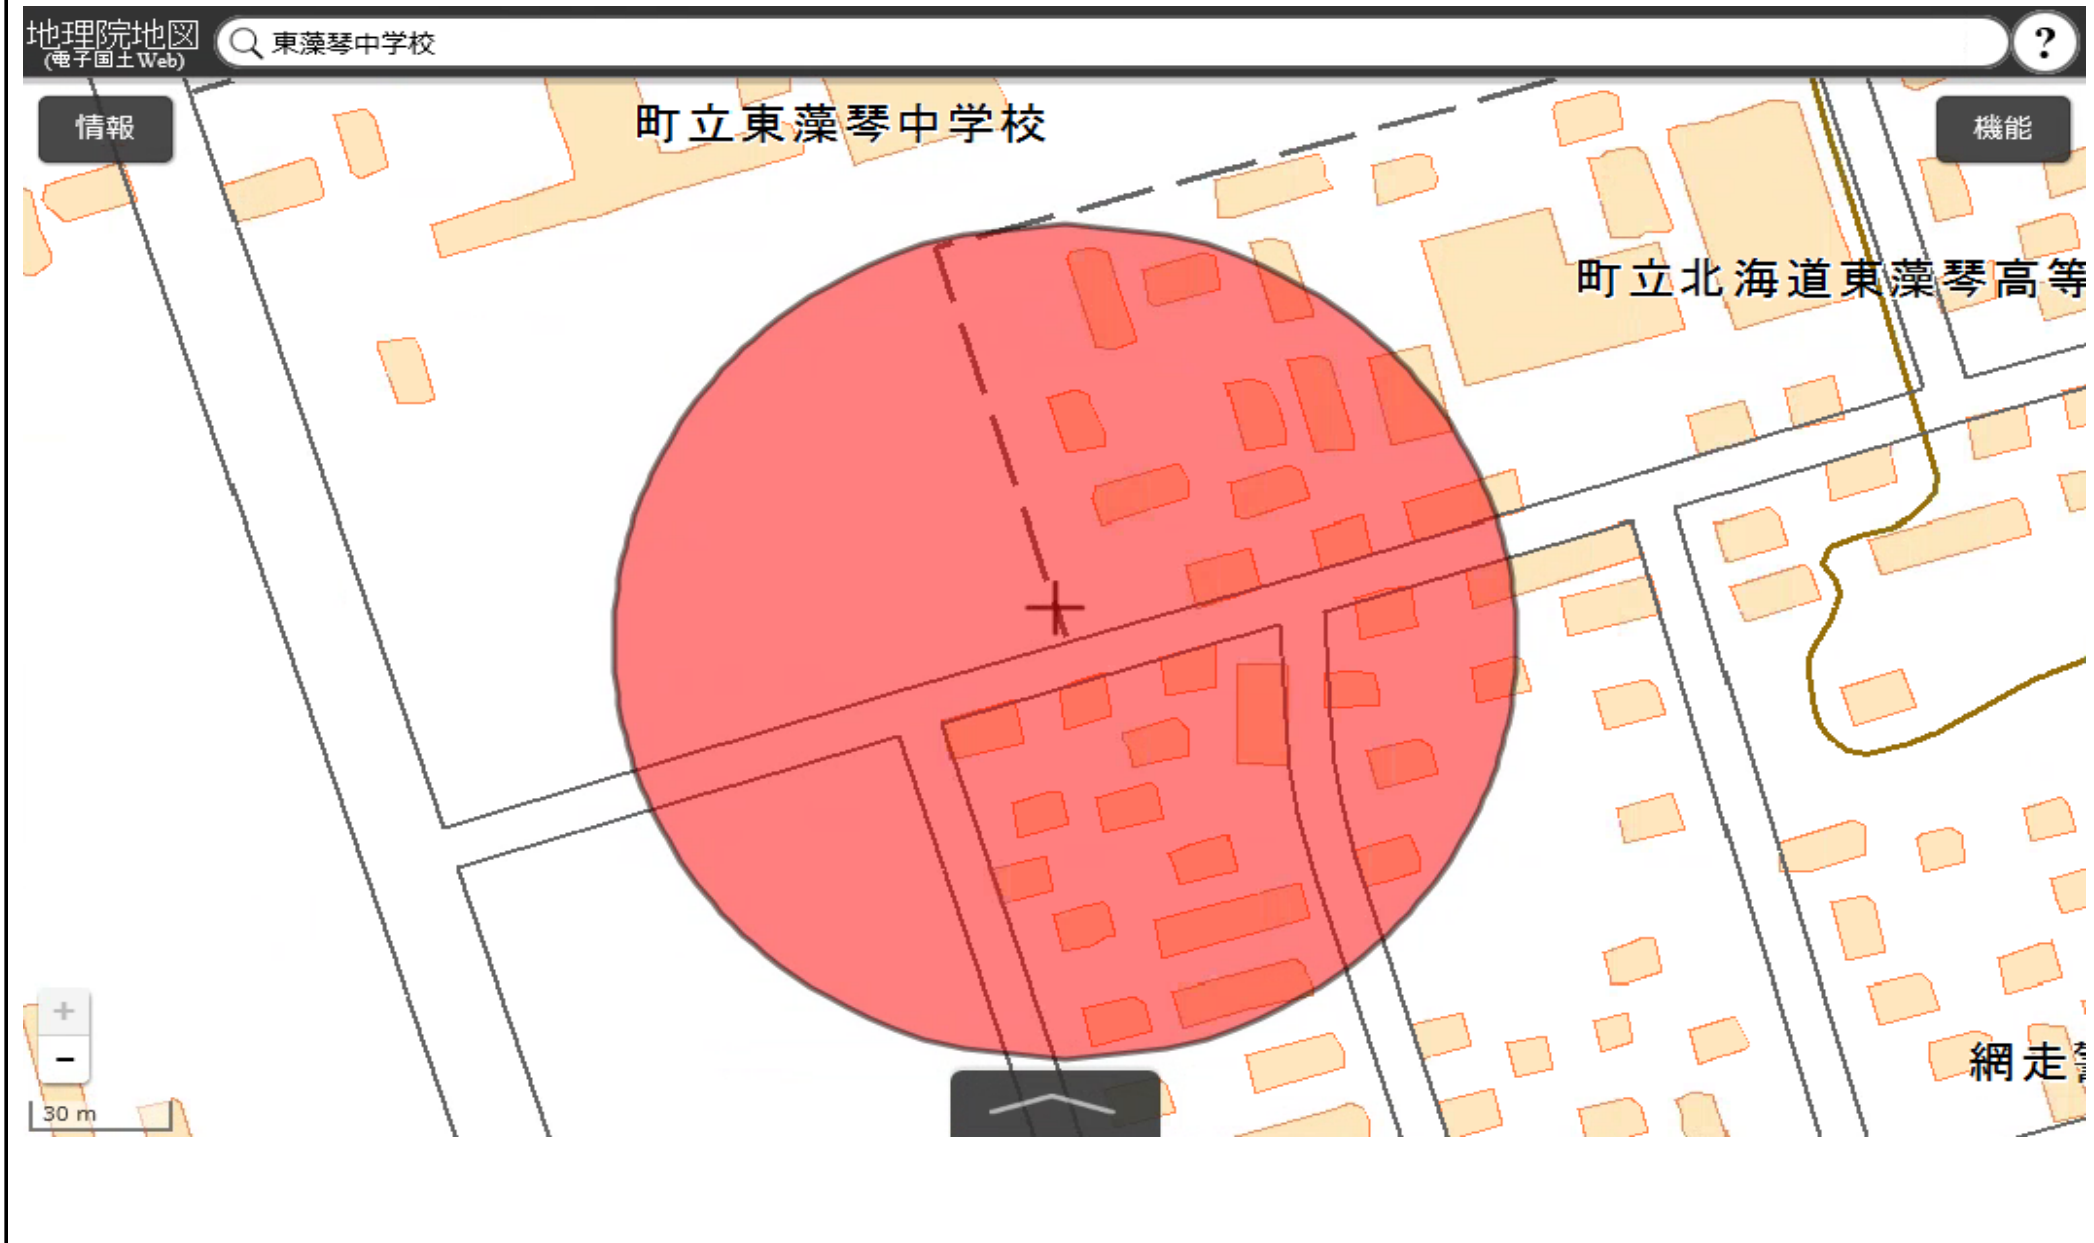 地理院地図
(電子国土Web)
東藻琴中学校
?
情報
機能
町立東藻琴中学校
町立北海道東藻琴高等
網走
+
−
30 m